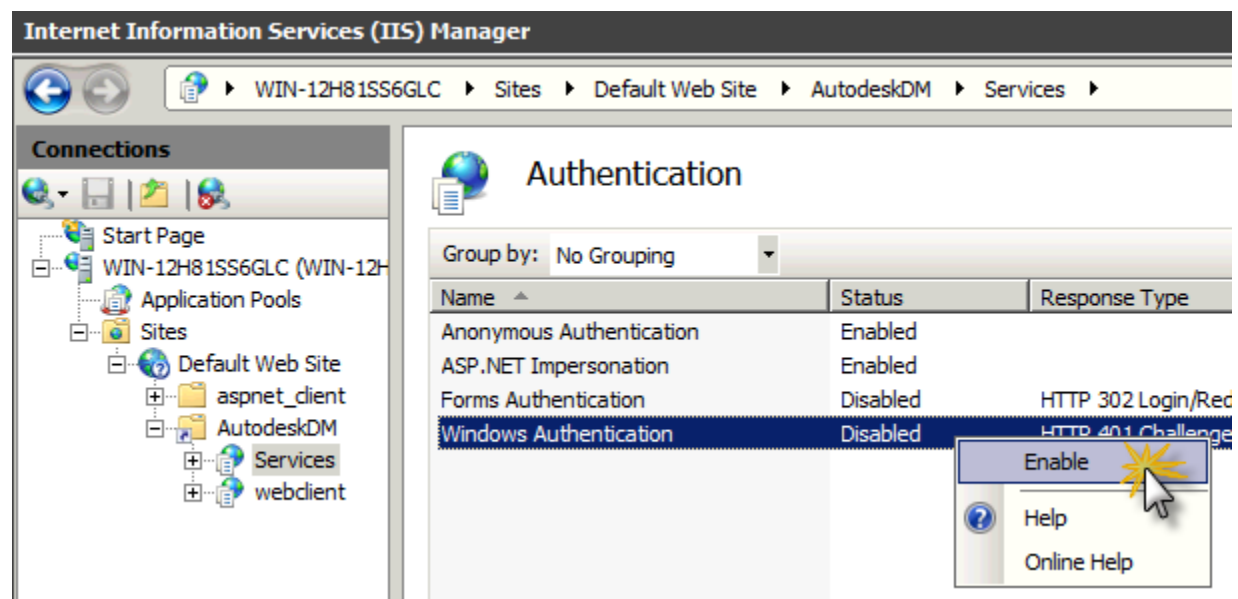 Internet Information Services (IIS) Manager
WIN-12H81SS6GLC Sites Default Web Site AutodeskDM Services
Connections
Start Page
WIN-12H81SS6GLC (WIN-12H
Application Pools
Sites
Default Web Site
aspnet_client
AutodeskDM
Services
webclient
Authentication
Group by: No Grouping
Name Status Response Type
Anonymous Authentication Enabled
ASP.NET Impersonation Enabled
Forms Authentication Disabled HTTP 302 Login/Red
Windows Authentication Disabled HTTP 401 Challenge
Enable
Help
Online Help